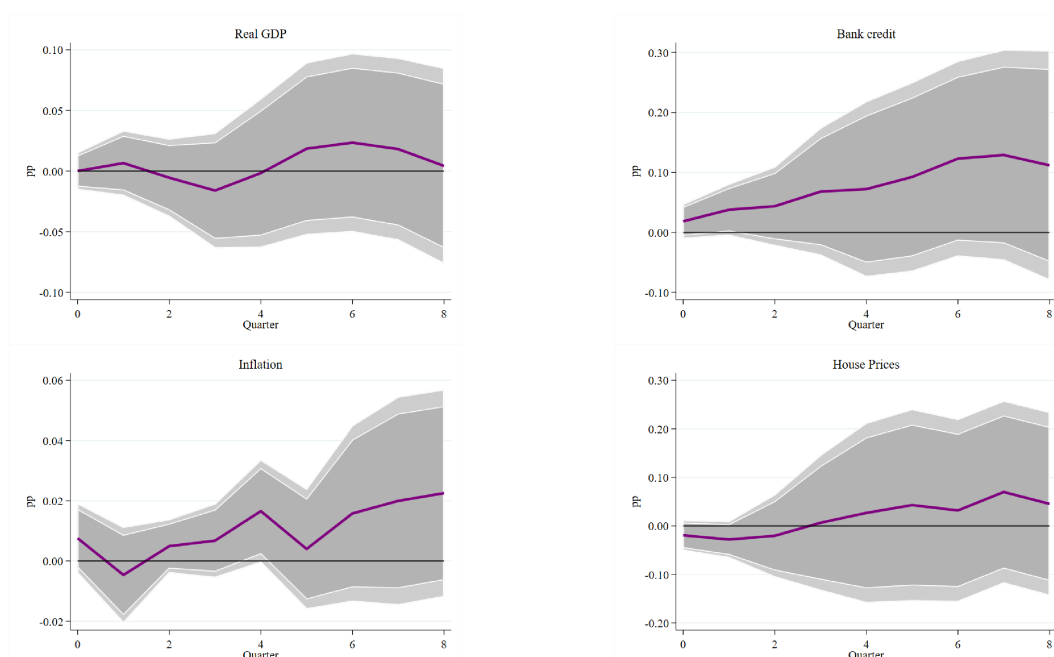 Real GDP
0.10
0.05
0.00
-0.05
-0.10
pp
0 2 4 6 8
Quarter
Bank credit
0.30
0.20
0.10
0.00
-0.10
pp
0 2 4 6 8
Quarter
Inflation
0.06
0.04
0.02
0.00
-0.02
pp
0 2 4 6 8
Quarter
House Prices
0.30
0.20
0.10
0.00
-0.10
-0.20
pp
0 2 4 6 8
Quarter